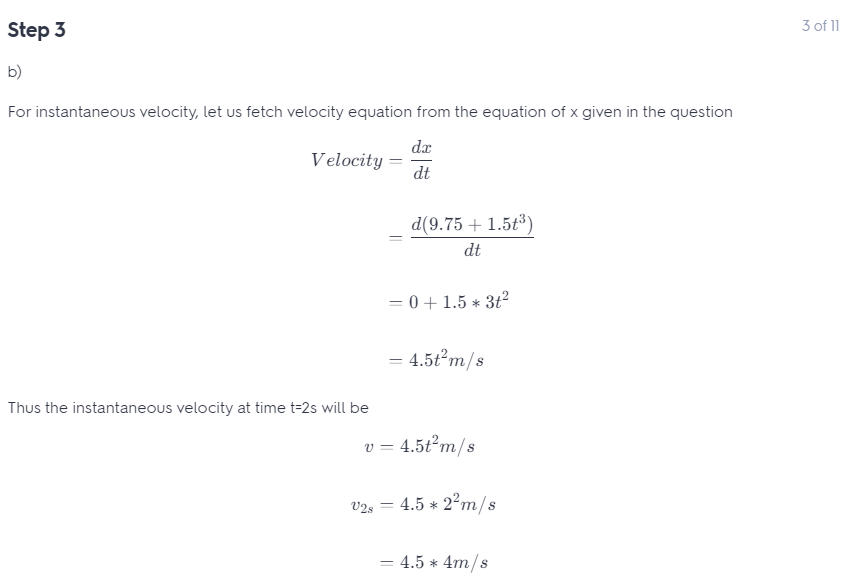 Step 3
3 of 11
b)
For instantaneous velocity, let us fetch velocity equation from the equation of x given in the question
Velocity = dx/dt
= d(9.75 + 1.5t³)/dt
= 0 + 1.5 * 3t²
= 4.5t²m/s
Thus the instantaneous velocity at time t=2s will be
v = 4.5t²m/s
v₂ₛ = 4.5 * 2²m/s
= 4.5 * 4m/s